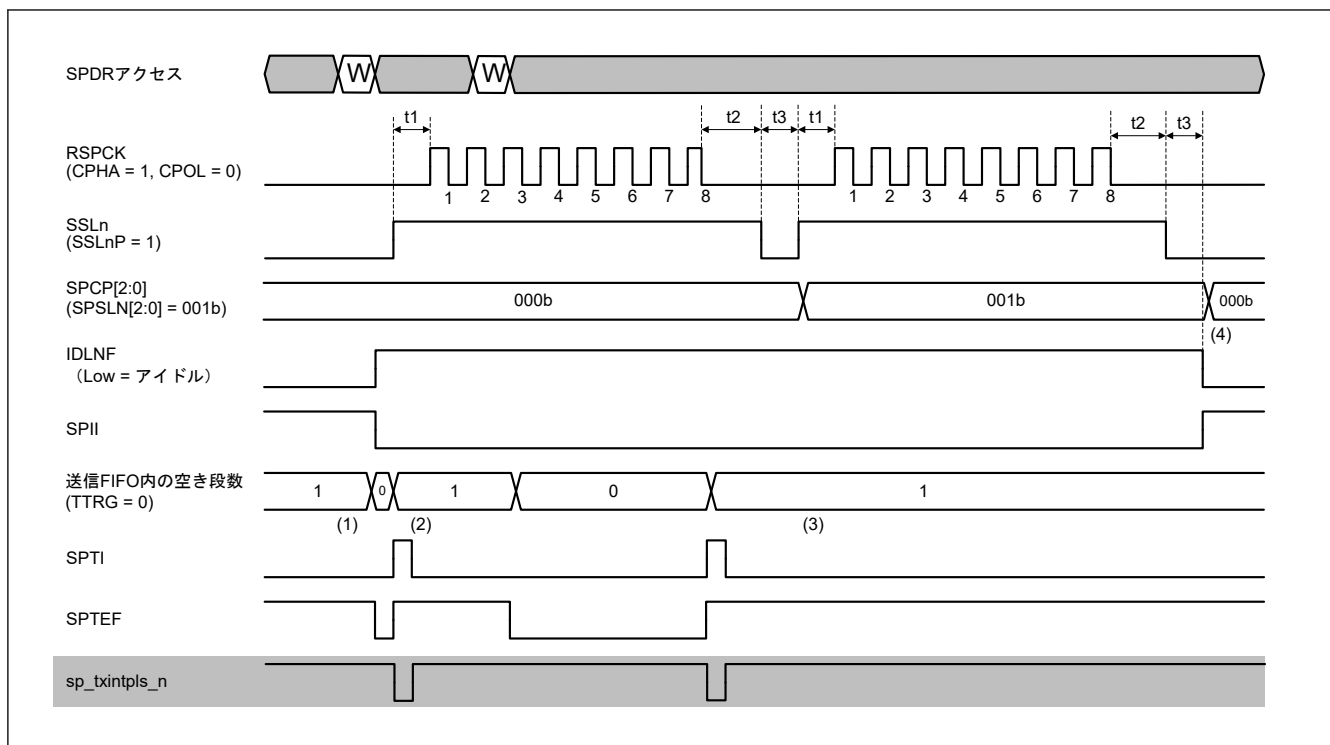 SPDRアクセス
W W
t1 t2 t3 t1 t2 t3
RSPCK
(CPHA = 1, CPOL = 0)
1 2 3 4 5 6 7 8 1 2 3 4 5 6 7 8
SSLn
(SSLnP = 1)
SPCP[2:0]
(SPSLN[2:0] = 001b)
000b 001b 000b
(4)
IDLNF
（Low = アイドル）
SPII
送信FIFO内の空き段数
(TTRG = 0)
1 0 1 0 1
(1) (2) (3)
SPTI
SPTEF
sp_txintpls_n